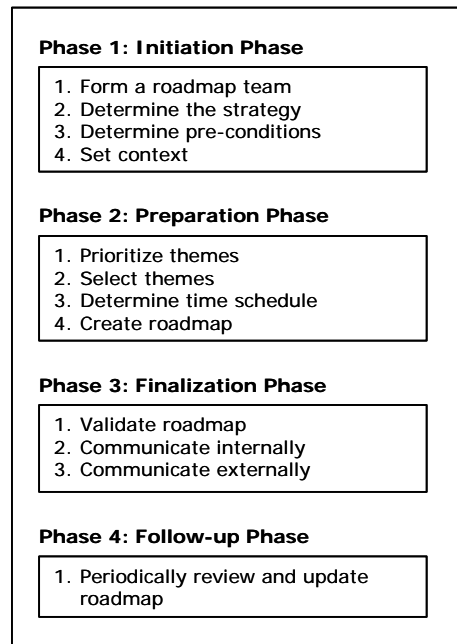 Phase 1: Initiation Phase
1. Form a roadmap team
2. Determine the strategy
3. Determine pre-conditions
4. Set context
Phase 2: Preparation Phase
1. Prioritize themes
2. Select themes
3. Determine time schedule
4. Create roadmap
Phase 3: Finalization Phase
1. Validate roadmap
2. Communicate internally
3. Communicate externally
Phase 4: Follow-up Phase
1. Periodically review and update
roadmap